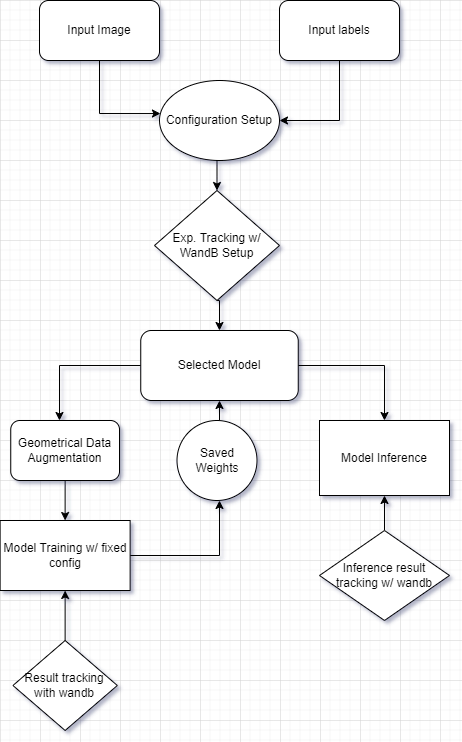 Input Image
Input labels
Configuration Setup
Exp. Tracking w/
WandB Setup
Selected Model
Geometrical Data
Augmentation
Saved
Weights
Model Inference
Model Training w/ fixed
config
Inference result
tracking w/ wandb
Result tracking
with wandb